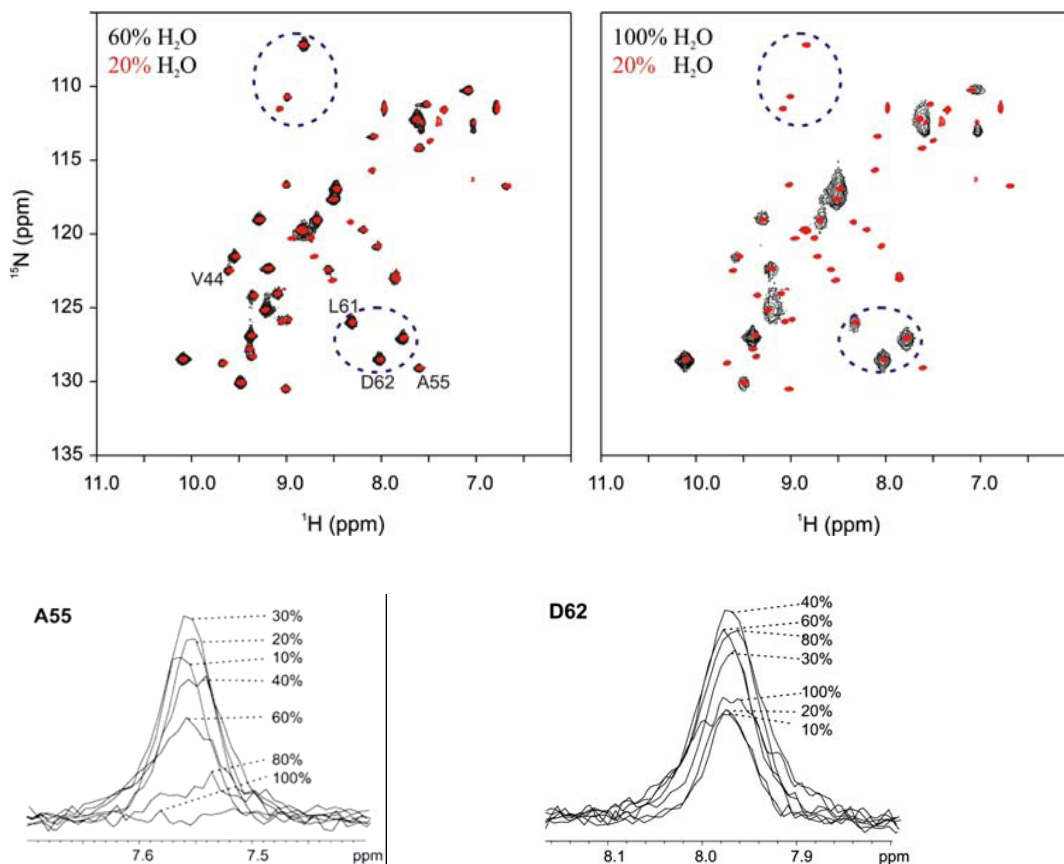 60% H₂O
20% H₂O
110
115
120
125
130
135
¹⁵N (ppm)
V44
L61
D62
A55
11.0 10.0 9.0 8.0 7.0
¹H (ppm)
100% H₂O
20% H₂O
11.0 10.0 9.0 8.0 7.0
¹H (ppm)
A55
30%
20%
10%
40%
60%
80%
100%
7.6 7.5 ppm
D62
40%
60%
80%
30%
100%
20%
10%
8.1 8.0 7.9 ppm